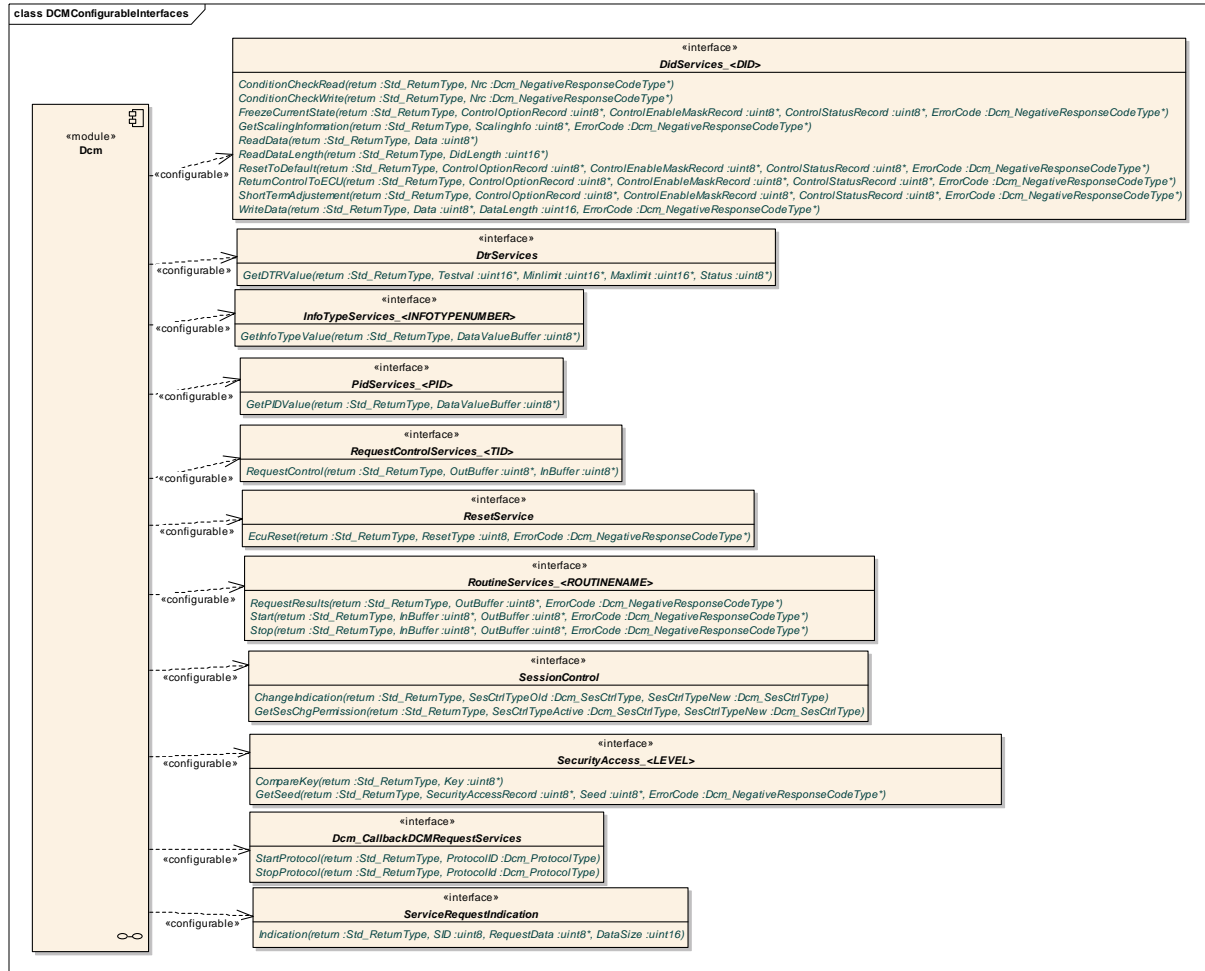 class DCMConfigurableInterfaces
«module»
Dcm
«configurable»
«interface»
DidServices_<DID>
ConditionCheckRead(return :Std_ReturnType, Nrc :Dcm_NegativeResponseCodeType*)
ConditionCheckWrite(return :Std_ReturnType, Nrc :Dcm_NegativeResponseCodeType*)
FreezeCurrentState(return :Std_ReturnType, ControlOptionRecord :uint8*, ControlEnableMaskRecord :uint8*, ControlStatusRecord :uint8*, ErrorCode :Dcm_NegativeResponseCodeType*)
GetScalingInformation(return :Std_ReturnType, ScalingInfo :uint8*, ErrorCode :Dcm_NegativeResponseCodeType*)
ReadData(return :Std_ReturnType, Data :uint8*)
ReadDataLength(return :Std_ReturnType, DidLength :uint16*)
ResetToDefault(return :Std_ReturnType, ControlOptionRecord :uint8*, ControlEnableMaskRecord :uint8*, ControlStatusRecord :uint8*, ErrorCode :Dcm_NegativeResponseCodeType*)
ReturnControlToECU(return :Std_ReturnType, ControlOptionRecord :uint8*, ControlEnableMaskRecord :uint8*, ControlStatusRecord :uint8*, ErrorCode :Dcm_NegativeResponseCodeType*)
ShortTermAdjustement(return :Std_ReturnType, ControlOptionRecord :uint8*, ControlEnableMaskRecord :uint8*, ControlStatusRecord :uint8*, ErrorCode :Dcm_NegativeResponseCodeType*)
WriteData(return :Std_ReturnType, Data :uint8*, DataLength :uint16, ErrorCode :Dcm_NegativeResponseCodeType*)
«configurable»
«interface»
DtrServices
GetDTRValue(return :Std_ReturnType, Testval :uint16*, Minlimit :uint16*, Maxlimit :uint16*, Status :uint8*)
«configurable»
«interface»
InfoTypeServices_<INFOTYPENUMBER>
GetInfoTypeValue(return :Std_ReturnType, DataValueBuffer :uint8*)
«configurable»
«interface»
PidServices_<PID>
GetPIDValue(return :Std_ReturnType, DataValueBuffer :uint8*)
«configurable»
«interface»
RequestControlServices_<TID>
RequestControl(return :Std_ReturnType, OutBuffer :uint8*, InBuffer :uint8*)
«configurable»
«interface»
ResetService
EcuReset(return :Std_ReturnType, ResetType :uint8, ErrorCode :Dcm_NegativeResponseCodeType*)
«configurable»
«interface»
RoutineServices_<ROUTINENAME>
RequestResults(return :Std_ReturnType, OutBuffer :uint8*, ErrorCode :Dcm_NegativeResponseCodeType*)
Start(return :Std_ReturnType, InBuffer :uint8*, OutBuffer :uint8*, ErrorCode :Dcm_NegativeResponseCodeType*)
Stop(return :Std_ReturnType, InBuffer :uint8*, OutBuffer :uint8*, ErrorCode :Dcm_NegativeResponseCodeType*)
«configurable»
«interface»
SessionControl
ChangeIndication(return :Std_ReturnType, SesCtrlTypeOld :Dcm_SesCtrlType, SesCtrlTypeNew :Dcm_SesCtrlType)
GetSesChgPermission(return :Std_ReturnType, SesCtrlTypeActive :Dcm_SesCtrlType, SesCtrlTypeNew :Dcm_SesCtrlType)
«configurable»
«interface»
SecurityAccess_<LEVEL>
CompareKey(return :Std_ReturnType, Key :uint8*)
GetSeed(return :Std_ReturnType, SecurityAccessRecord :uint8*, Seed :uint8*, ErrorCode :Dcm_NegativeResponseCodeType*)
«configurable»
«interface»
Dcm_CallbackDCMRequestServices
StartProtocol(return :Std_ReturnType, ProtocolID :Dcm_ProtocolType)
StopProtocol(return :Std_ReturnType, ProtocolId :Dcm_ProtocolType)
«configurable»
«interface»
ServiceRequestIndication
Indication(return :Std_ReturnType, SID :uint8, RequestData :uint8*, DataSize :uint16)